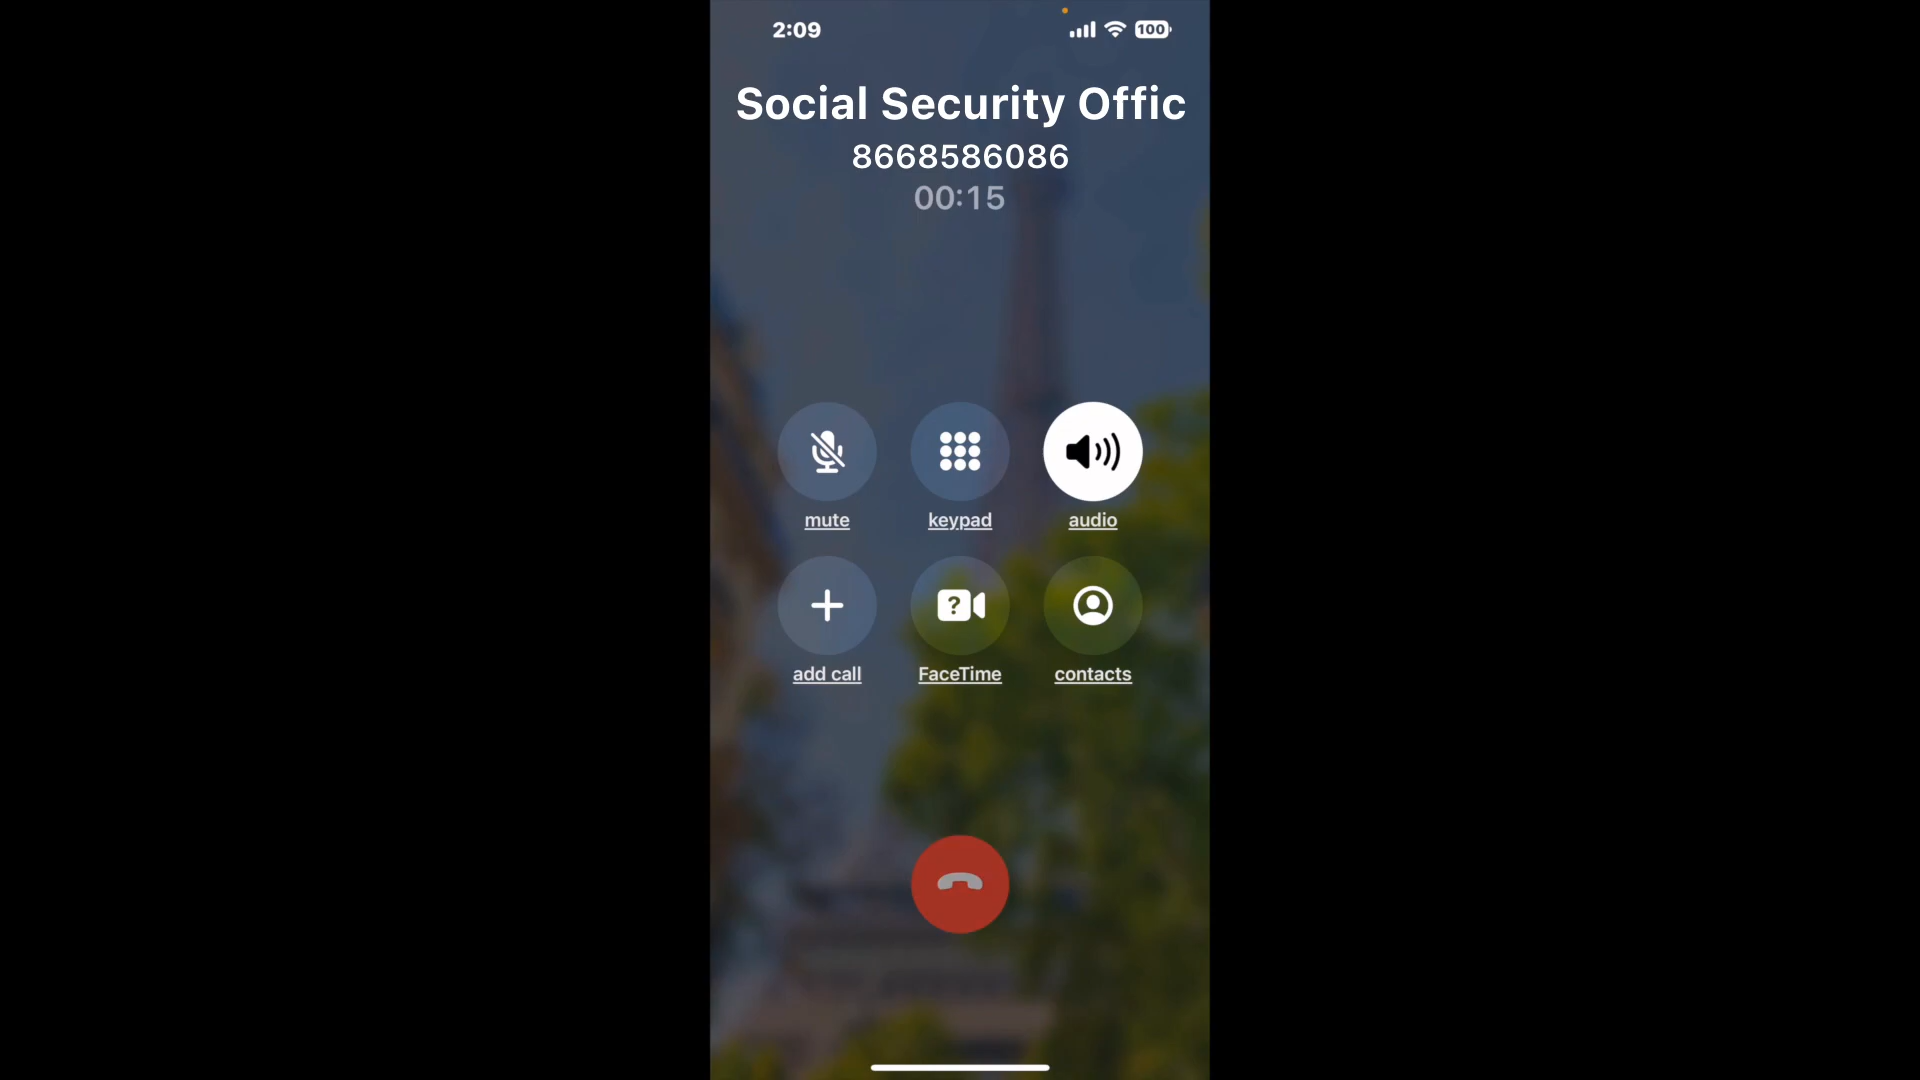 2:09
100
Social Security Offic
8668586086
00:15
mute
keypad
audio
?
add call
FaceTime
contacts